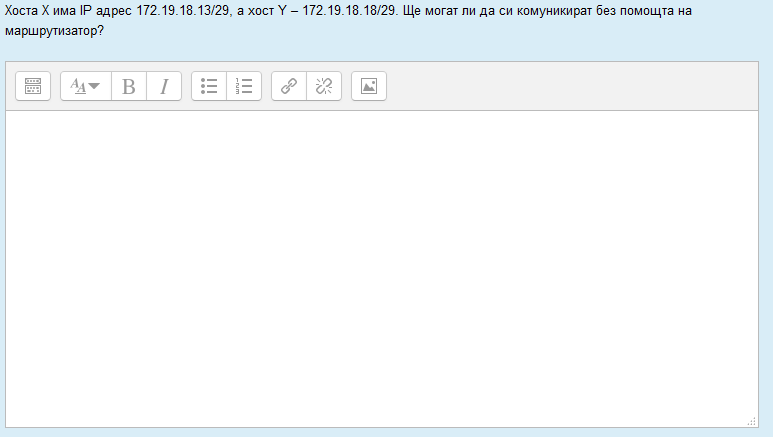 Хоста X има IP адрес 172.19.18.13/29, а хост Y – 172.19.18.18/29. Ще могат ли да си комуникират без помощта на
маршрутизатор?